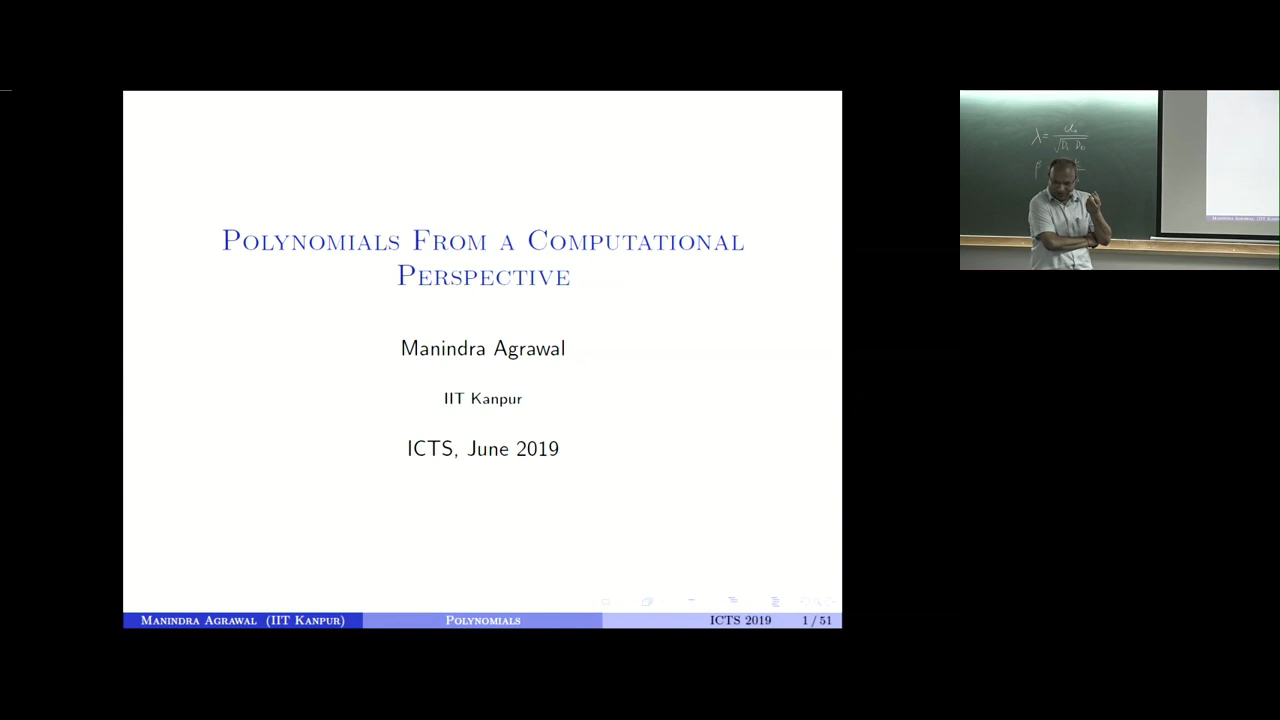 POLYNOMIALS FROM A COMPUTATIONAL
PERSPECTIVE
Manindra Agrawal
IIT Kanpur
ICTS, June 2019
MANINDRA AGRAWAL (IIT KANPUR) POLYNOMIALS ICTS 2019 1 / 51